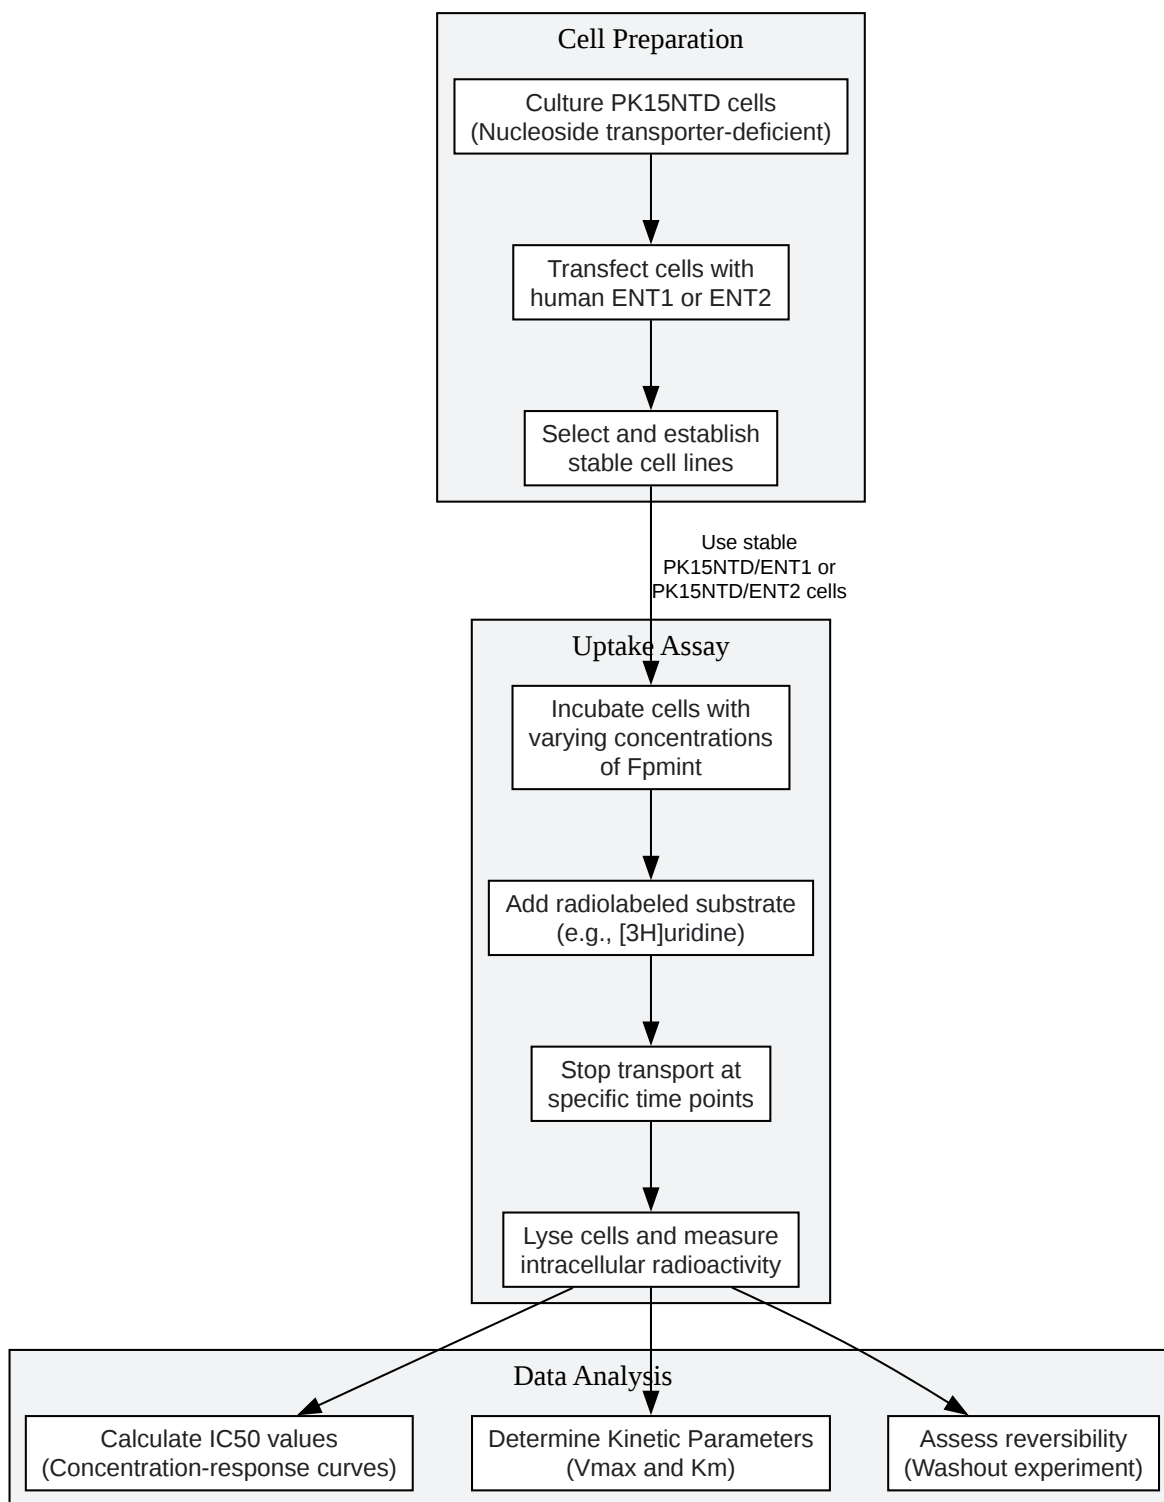 Cell Preparation
Culture PK15NTD cells
(Nucleoside transporter-deficient)
Transfect cells with
human ENT1 or ENT2
Select and establish
stable cell lines
Use stable
PK15NTD/ENT1 or
PK15NTD/ENT2 cells
Uptake Assay
Incubate cells with
varying concentrations
of Fpmint
Add radiolabeled substrate
(e.g., [3H]uridine)
Stop transport at
specific time points
Lyse cells and measure
intracellular radioactivity
Data Analysis
Calculate IC50 values
(Concentration-response curves)
Determine Kinetic Parameters
(Vmax and Km)
Assess reversibility
(Washout experiment)